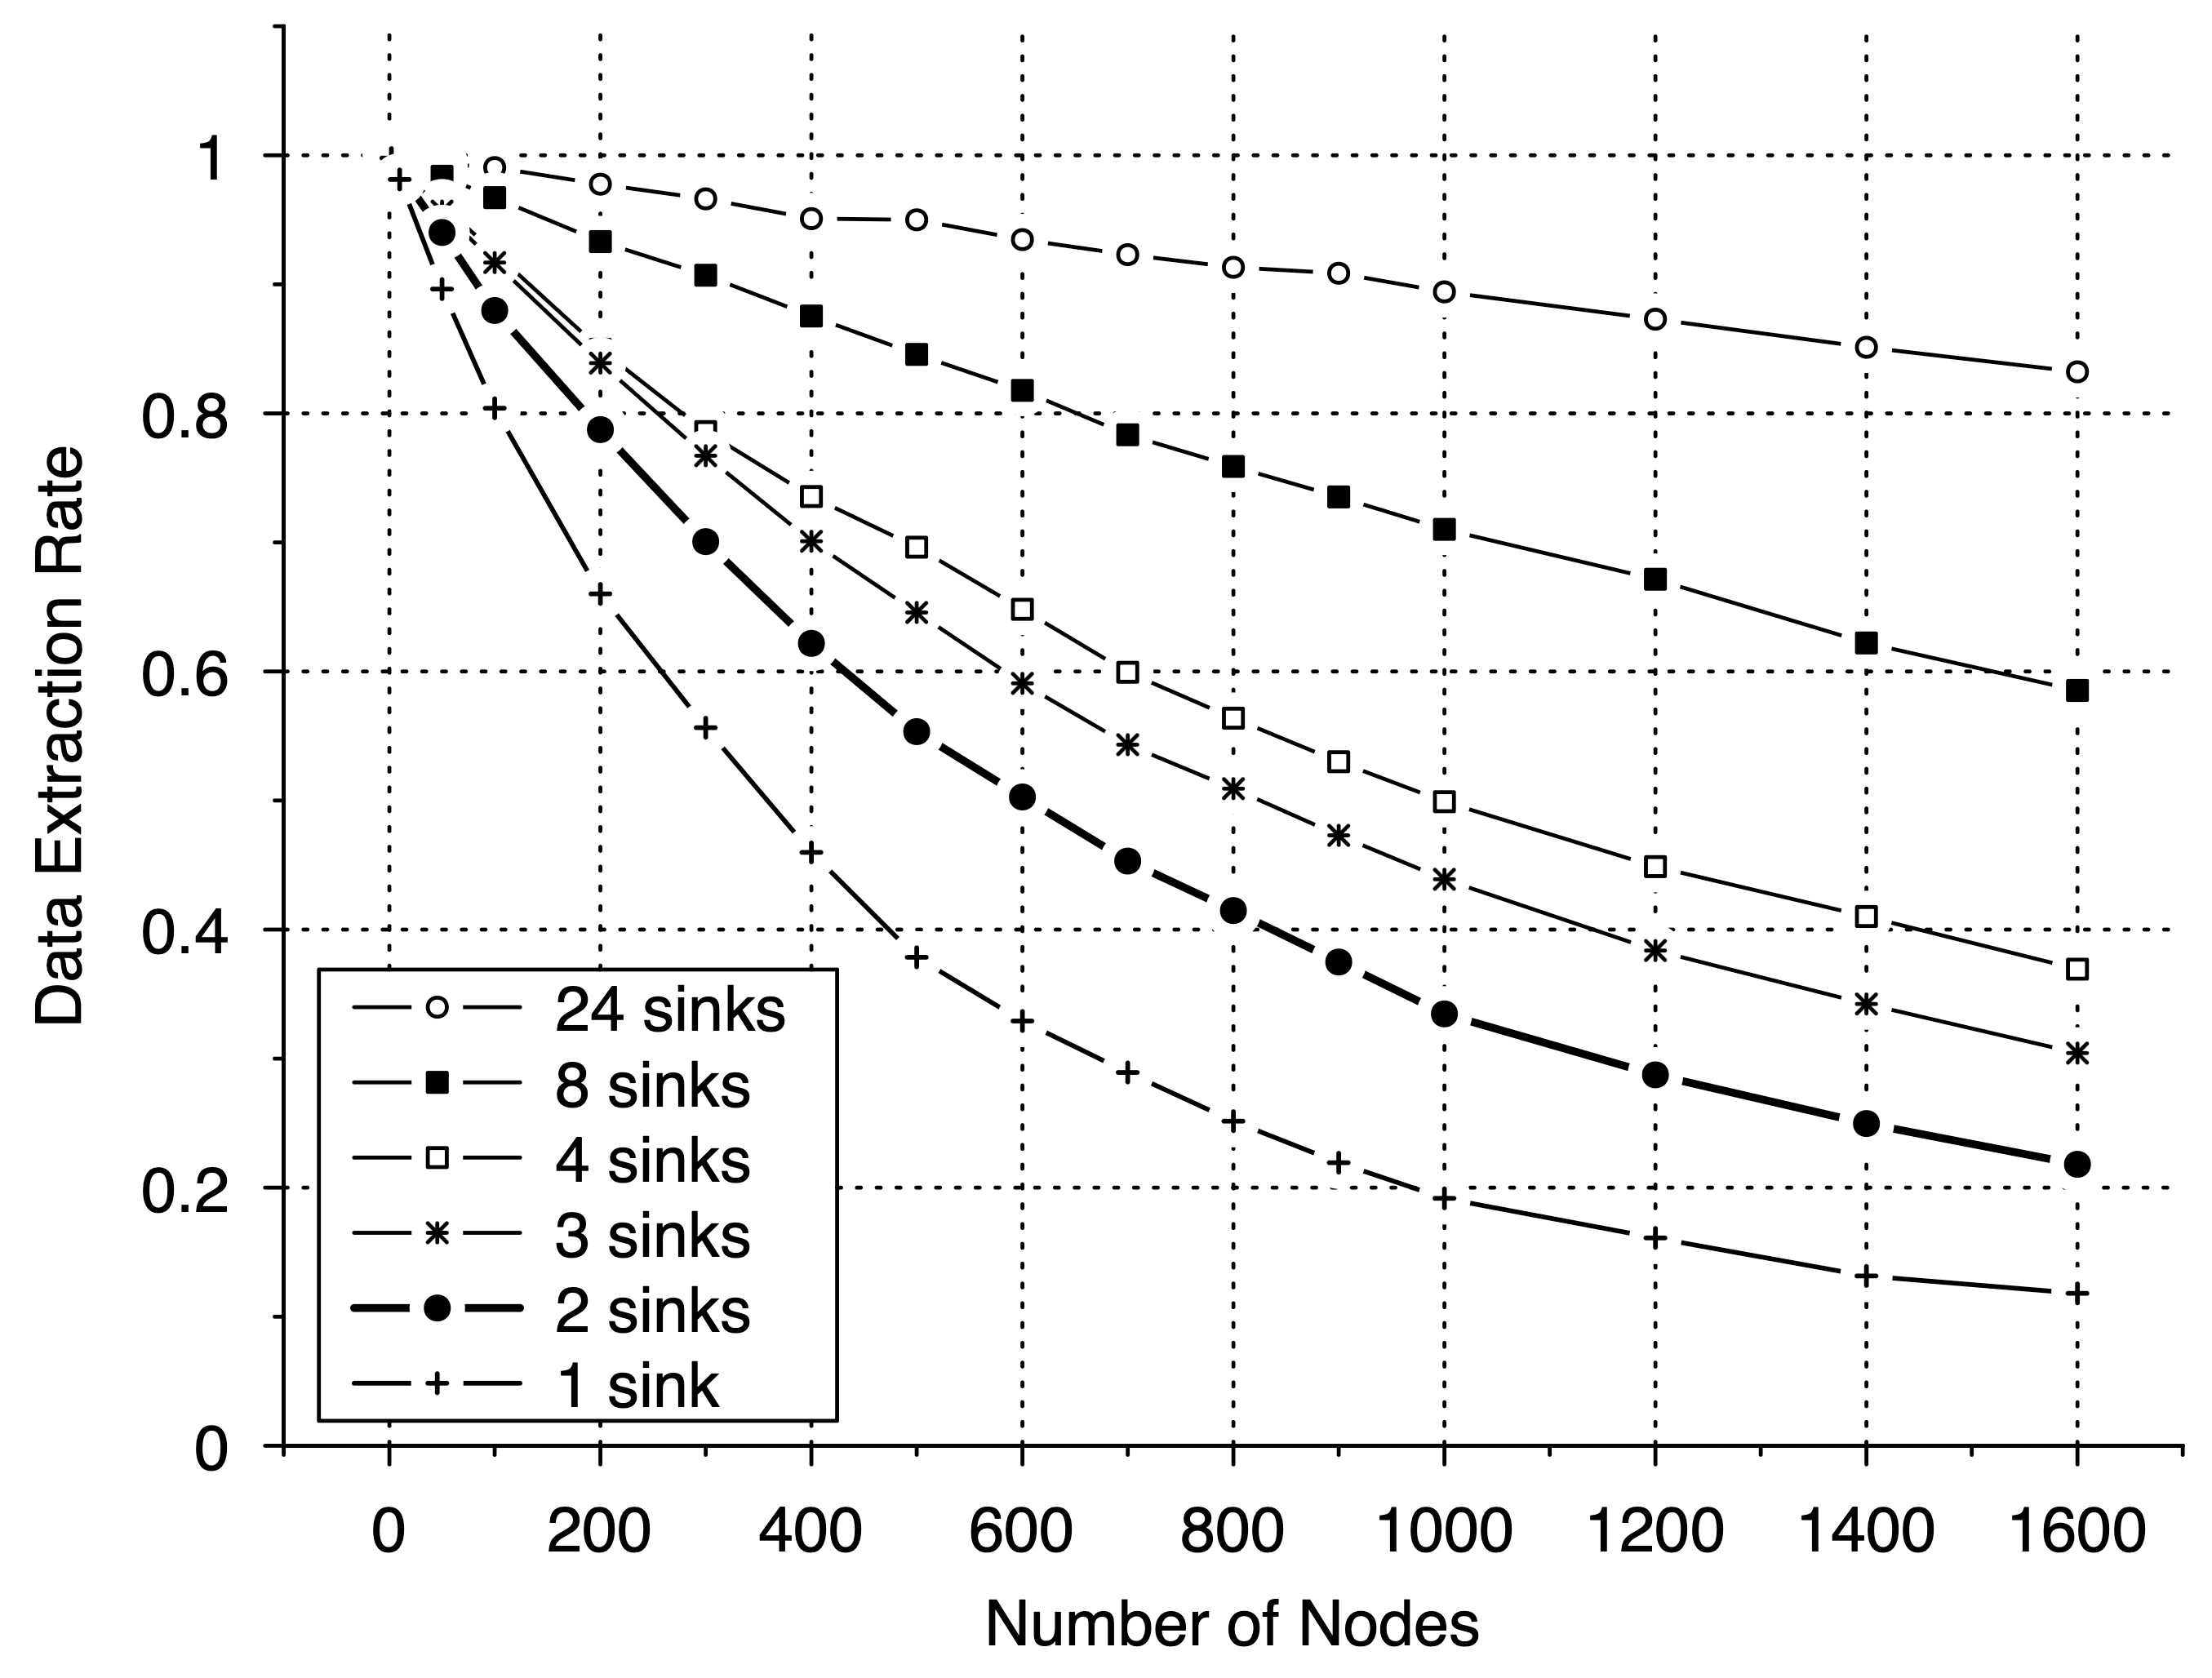 Data Extraction Rate
1
0.8
0.6
0.4
0.2
0
24 sinks
8 sinks
4 sinks
3 sinks
2 sinks
1 sink
0 200 400 600 800 1000 1200 1400 1600
Number of Nodes